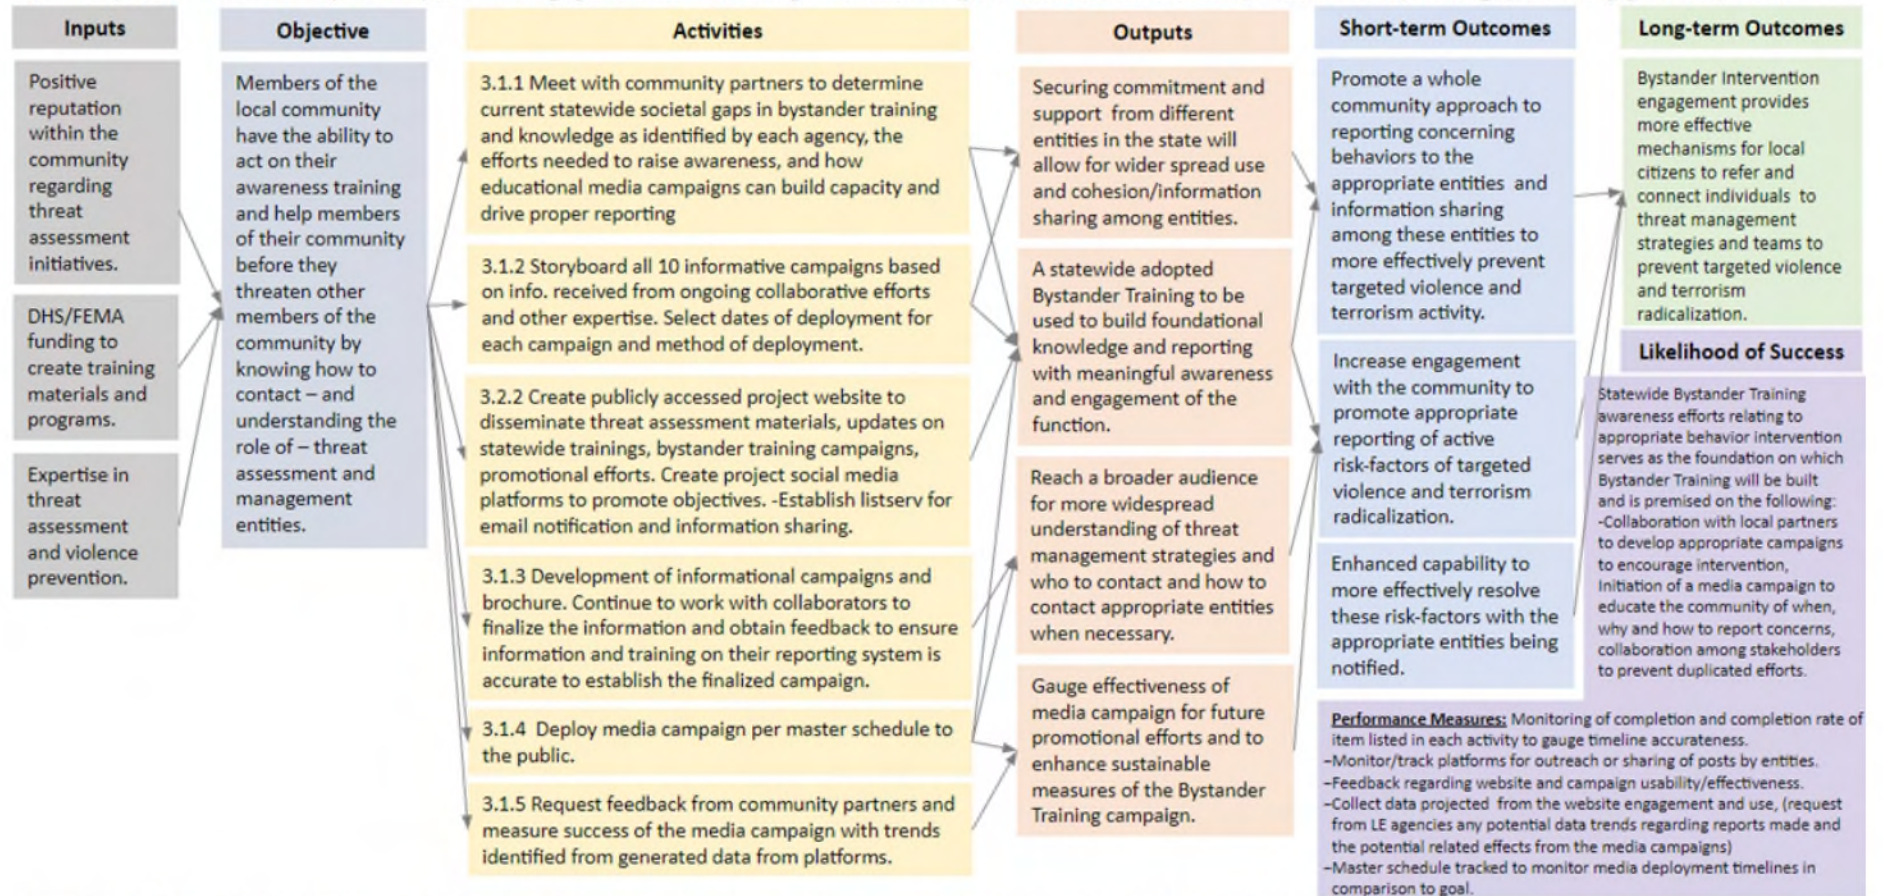 Inputs
Positive
reputation
within the
community
regarding
threat
assessment
initiatives.
DHS/FEMA
funding to
create training
materials and
programs.
Expertise in
threat
assessment
and violence
prevention.
Objective
Members of the
local community
have the ability to
act on their
awareness training
and help members
of their community
before they
threaten other
members of the
community by
knowing how to
contact – and
understanding the
role of – threat
assessment and
management
entities.
Activities
3.1.1 Meet with community partners to determine
current statewide societal gaps in bystander training
and knowledge as identified by each agency, the
efforts needed to raise awareness, and how
educational media campaigns can build capacity and
drive proper reporting
3.1.2 Storyboard all 10 informative campaigns based
on info. received from ongoing collaborative efforts
and other expertise. Select dates of deployment for
each campaign and method of deployment.
3.2.2 Create publicly accessed project website to
disseminate threat assessment materials, updates on
statewide trainings, bystander training campaigns,
promotional efforts. Create project social media
platforms to promote objectives. -Establish listserv for
email notification and information sharing.
3.1.3 Development of informational campaigns and
brochure. Continue to work with collaborators to
finalize the information and obtain feedback to ensure
information and training on their reporting system is
accurate to establish the finalized campaign.
3.1.4 Deploy media campaign per master schedule to
the public.
3.1.5 Request feedback from community partners and
measure success of the media campaign with trends
identified from generated data from platforms.
Outputs
Securing commitment and
support from different
entities in the state will
allow for wider spread use
and cohesion/information
sharing among entities.
A statewide adopted
Bystander Training to be
used to build foundational
knowledge and reporting
with meaningful awareness
and engagement of the
function.
Reach a broader audience
for more widespread
understanding of threat
management strategies and
who to contact and how to
contact appropriate entities
when necessary.
Gauge effectiveness of
media campaign for future
promotional efforts and to
enhance sustainable
measures of the Bystander
Training campaign.
Short-term Outcomes
Promote a whole
community approach to
reporting concerning
behaviors to the
appropriate entities and
information sharing
among these entities to
more effectively prevent
targeted violence and
terrorism activity.
Increase engagement
with the community to
promote appropriate
reporting of active
risk-factors of targeted
violence and terrorism
radicalization.
Enhanced capability to
more effectively resolve
these risk-factors with the
appropriate entities being
notified.
Long-term Outcomes
Bystander Intervention
engagement provides
more effective
mechanisms for local
citizens to refer and
connect individuals to
threat management
strategies and teams to
prevent targeted violence
and terrorism
radicalization.
Likelihood of Success
Statewide Bystander Training
awareness efforts relating to
appropriate behavior intervention
serves as the foundation on which
Bystander Training will be built
and is premised on the following:
-Collaboration with local partners
to develop appropriate campaigns
to encourage intervention,
Initiation of a media campaign to
educate the community of when,
why and how to report concerns,
collaboration among stakeholders
to prevent duplicated efforts.
Performance Measures: Monitoring of completion and completion rate of
item listed in each activity to gauge timeline accurateness.
–Monitor/track platforms for outreach or sharing of posts by entities.
–Feedback regarding website and campaign usability/effectiveness.
–Collect data projected from the website engagement and use, (request
from LE agencies any potential data trends regarding reports made and
the potential related effects from the media campaigns)
–Master schedule tracked to monitor media deployment timelines in
comparison to goal.